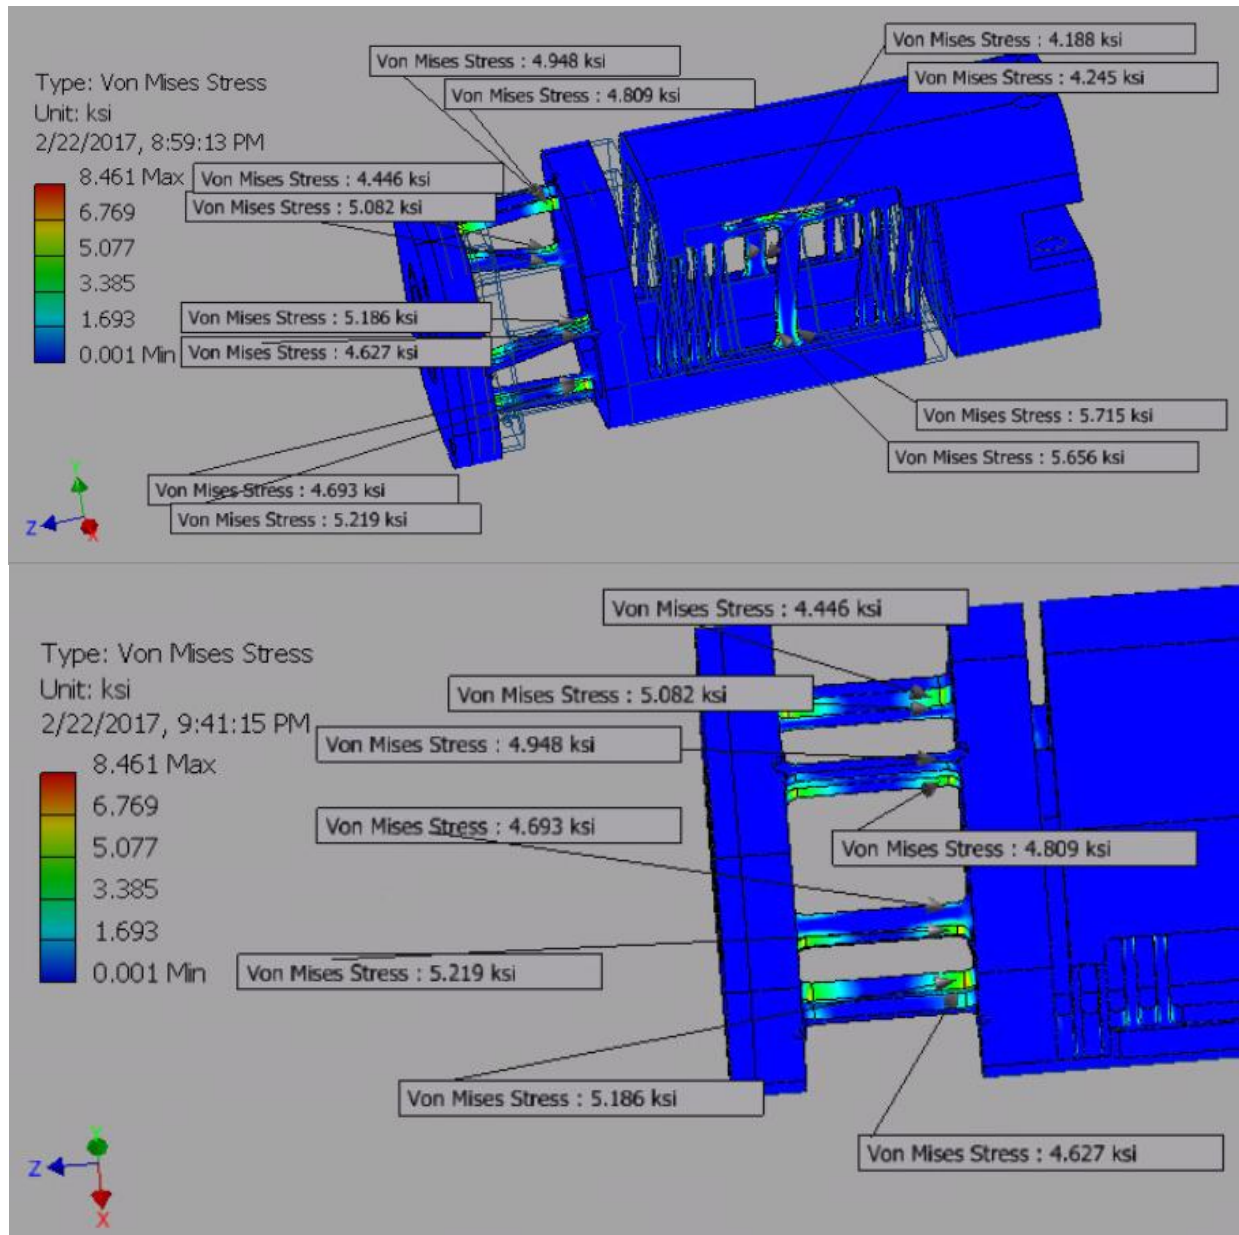 Type: Von Mises Stress
Unit: ksi
2/22/2017, 8:59:13 PM
8.461 Max
6.769
5.077
3.385
1.693
0.001 Min
Von Mises Stress : 4.948 ksi
Von Mises Stress : 4.809 ksi
Von Mises Stress : 4.188 ksi
Von Mises Stress : 4.245 ksi
Von Mises Stress : 4.446 ksi
Von Mises Stress : 5.082 ksi
Von Mises Stress : 5.186 ksi
Von Mises Stress : 4.627 ksi
Von Mises Stress : 5.715 ksi
Von Mises Stress : 5.656 ksi
Von Mises Stress : 4.693 ksi
Von Mises Stress : 5.219 ksi
Y
Z
X
Type: Von Mises Stress
Unit: ksi
2/22/2017, 9:41:15 PM
8.461 Max
6.769
5.077
3.385
1.693
0.001 Min
Von Mises Stress : 4.446 ksi
Von Mises Stress : 5.082 ksi
Von Mises Stress : 4.948 ksi
Von Mises Stress : 4.693 ksi
Von Mises Stress : 4.809 ksi
Von Mises Stress : 5.219 ksi
Von Mises Stress : 5.186 ksi
Von Mises Stress : 4.627 ksi
Y
Z
X